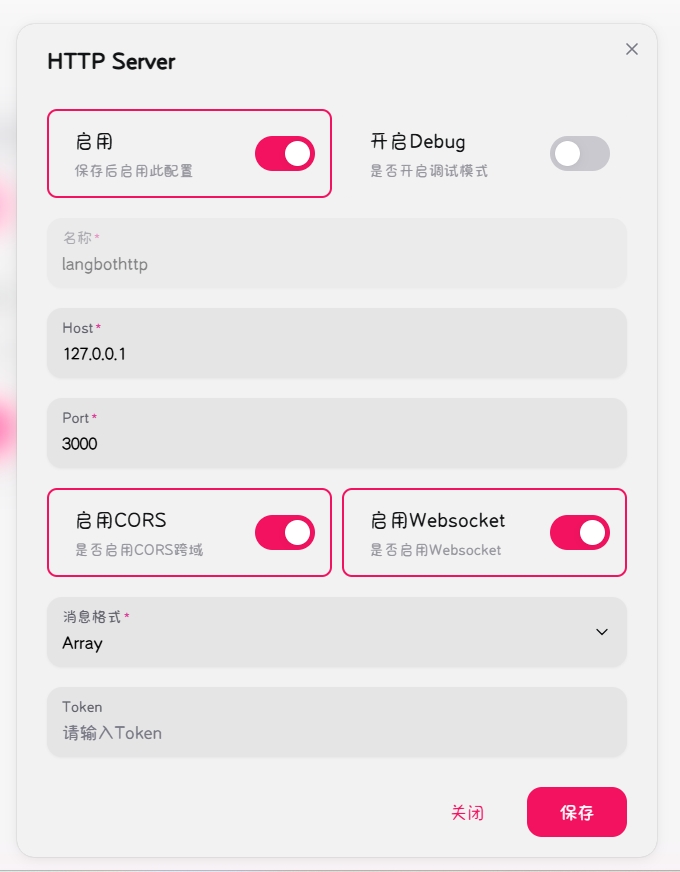 HTTP Server
启用
保存后启用此配置
开启Debug
是否开启调试模式
名称*
langbothttp
Host*
127.0.0.1
Port*
3000
启用CORS
是否启用CORS跨域
启用Websocket
是否启用Websocket
消息格式*
Array
Token
请输入Token
关闭
保存